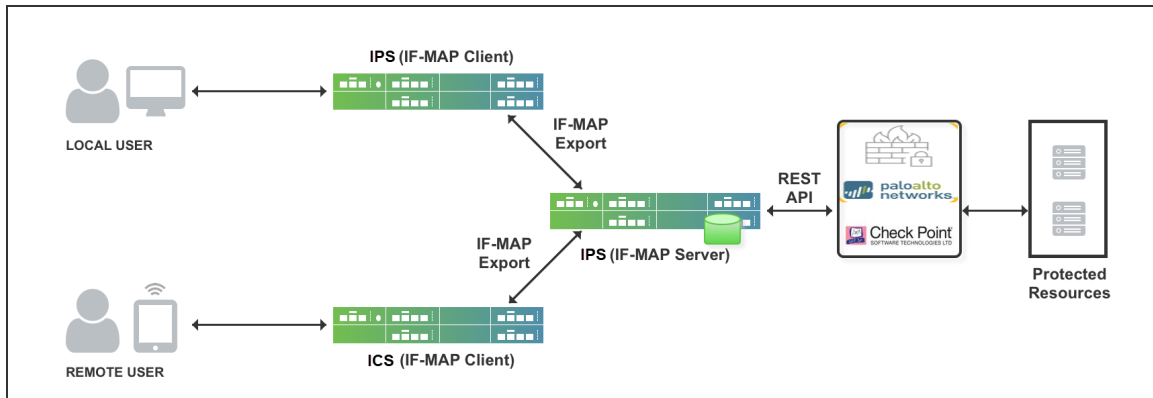 IPS (IF-MAP Client)
LOCAL USER
IF-MAP
Export
REST
API
paloalto
networks
Check Point
SOFTWARE TECHNOLOGIES LTD
IF-MAP
Export
IPS (IF-MAP Server)
Protected
Resources
REMOTE USER
ICS (IF-MAP Client)